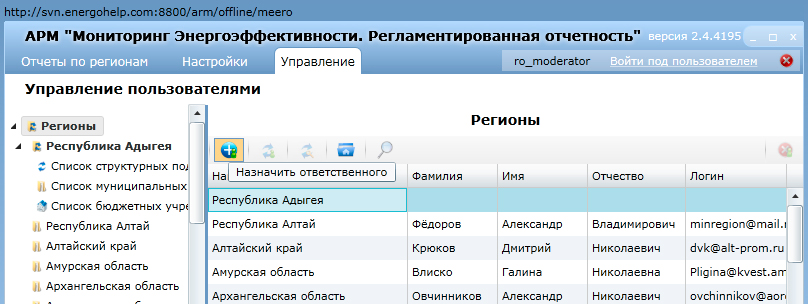 http://svn.energohelp.com:8800/arm/offline/meero
АРМ "Мониторинг Энергоэффективности. Регламентированная отчетность" версия 2.4.4195
Отчеты по регионам Настройки Управление ro_moderator Войти под пользователем
Управление пользователями
Регионы
Республика Адыгея
Список структурных под
Список муниципальных
Список бюджетных учре
Республика Алтай
Алтайский край
Амурская область
Архангельская область
Регионы
Назначить ответственного
На Фамилия Имя Отчество Логин
Республика Адыгея
Республика Алтай Фёдоров Александр Владимирович minregion@mail.r
Алтайский край Крюков Дмитрий Николаевич dvk@alt-prom.ru
Амурская область Влиско Галина Николаевна Pligina@kvest.am
Архангельская область Овчинников Александр Николаевич ovchinnikov@aor